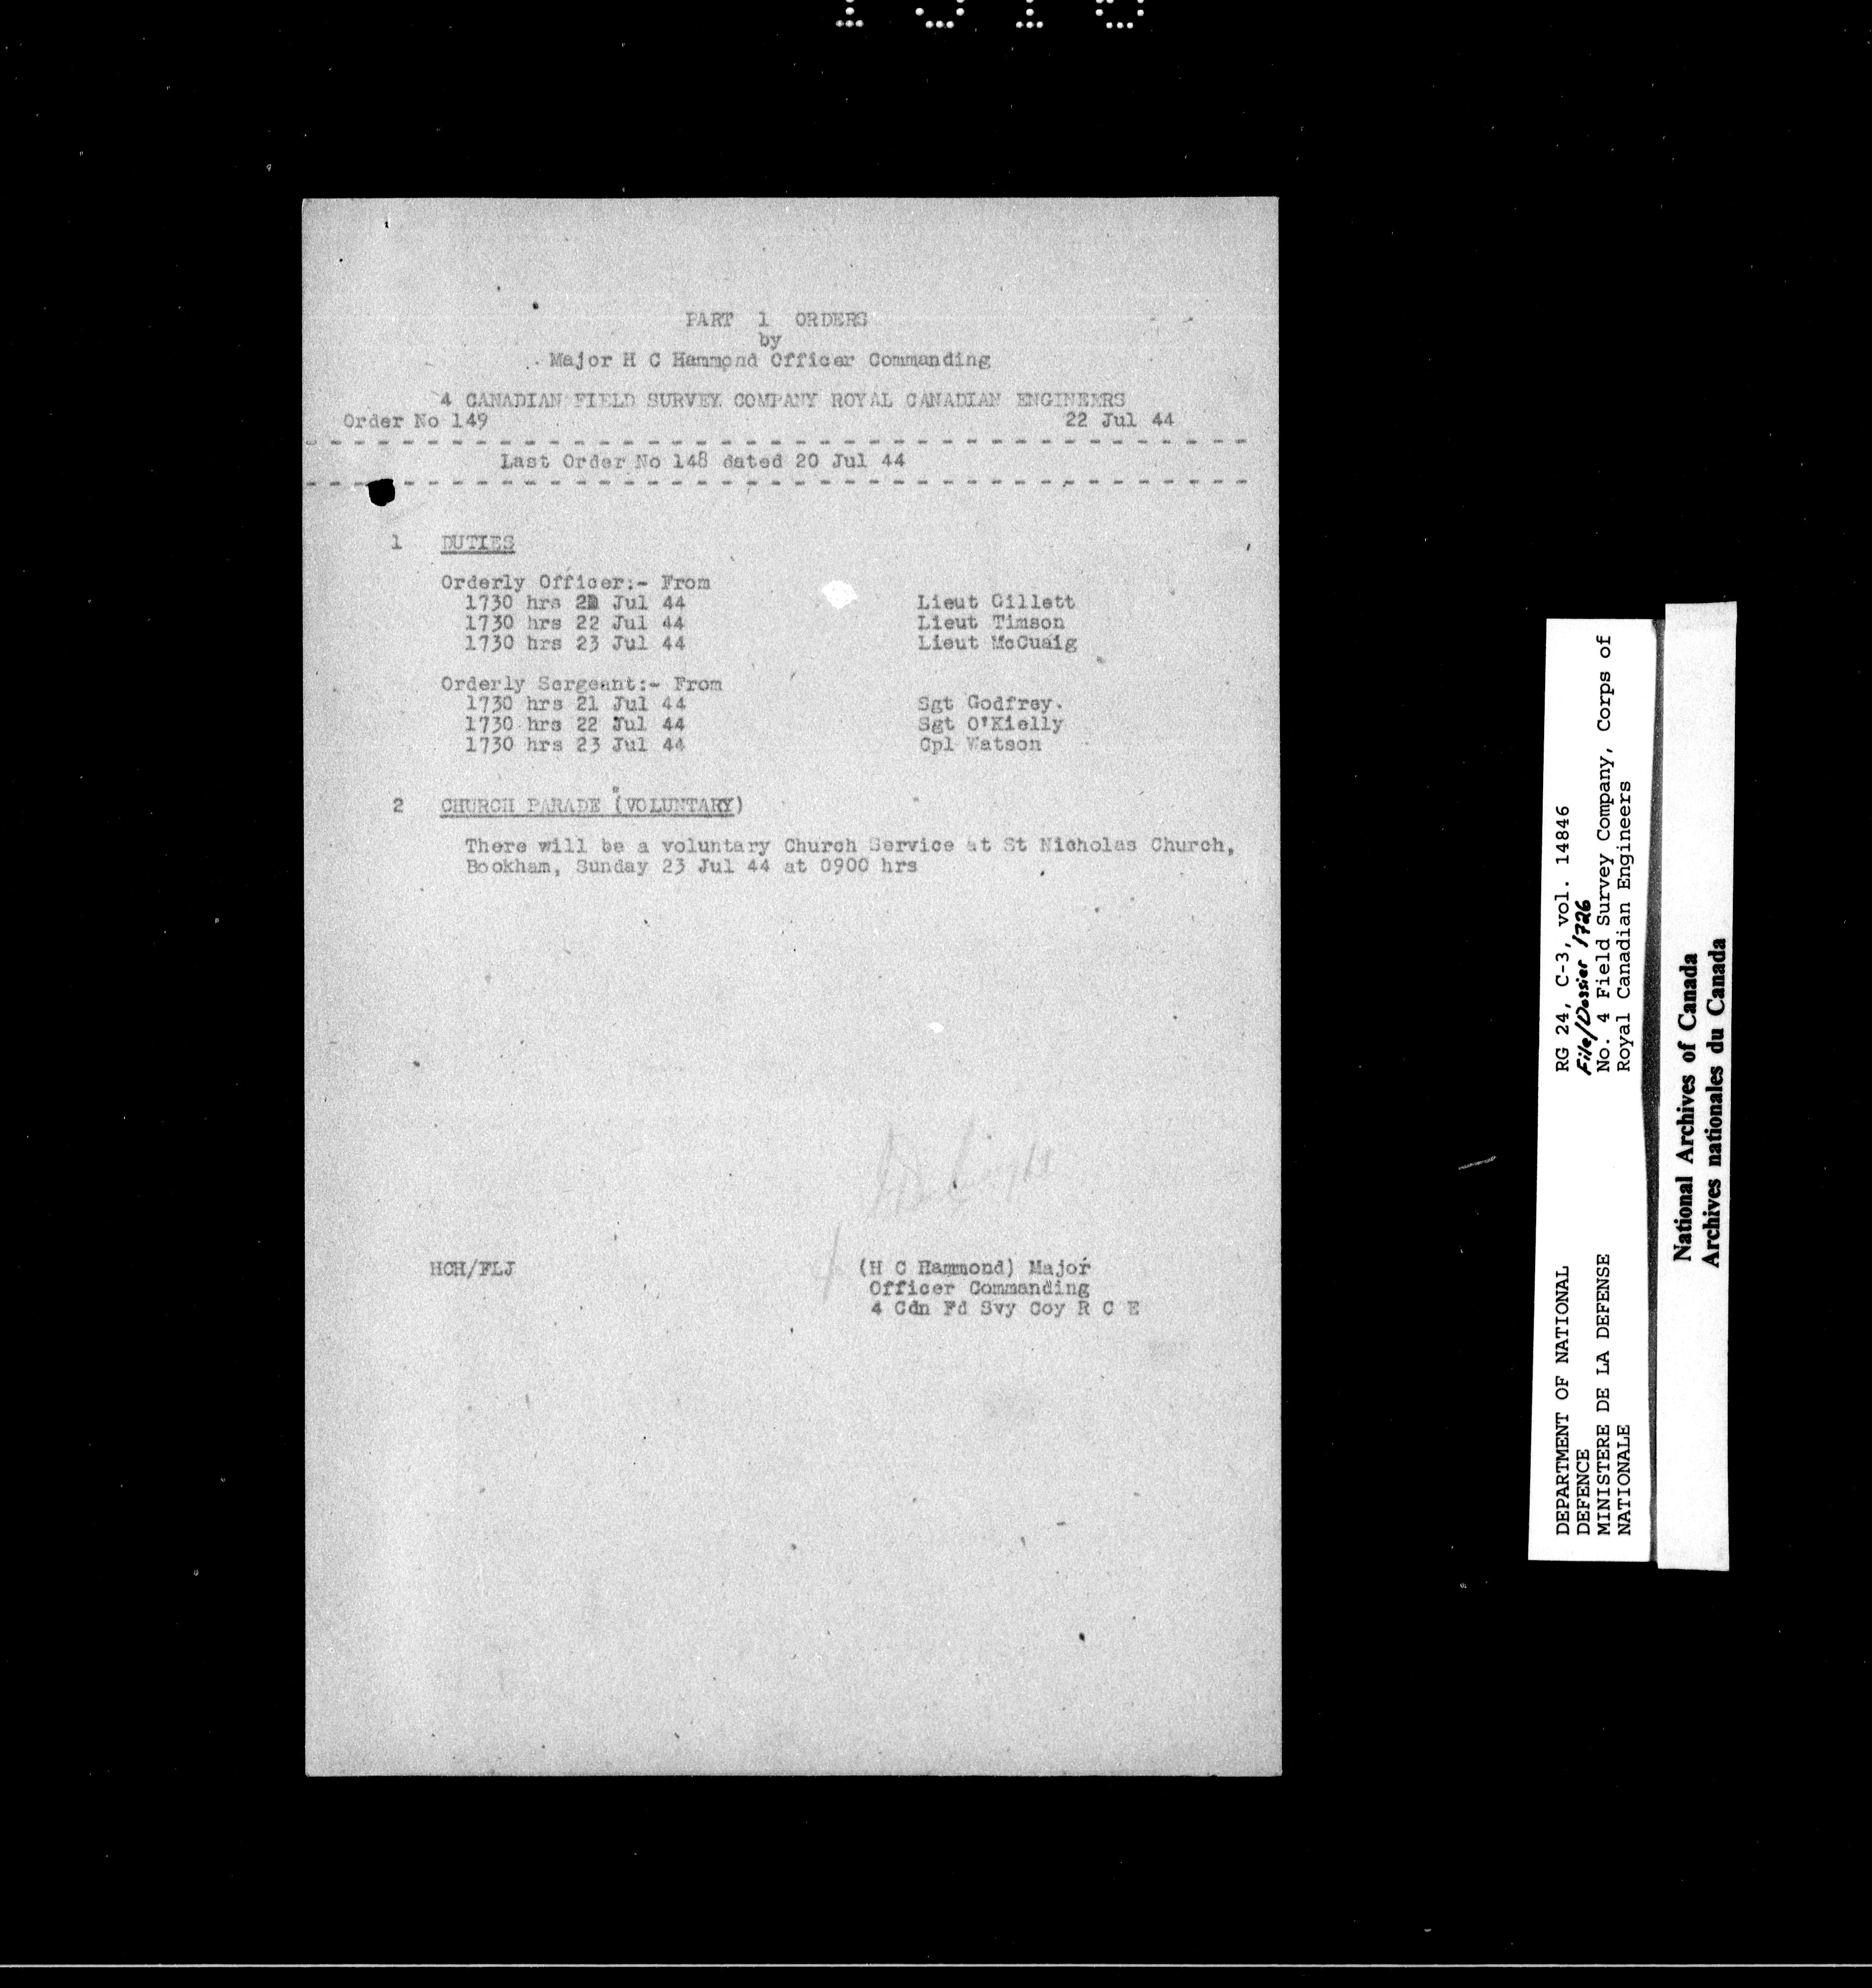 PART 1 ORDERS
by
Major H C Hammond Officer Commanding
4 CANADIAN FIELD SURVEY COMPANY ROYAL CANADIAN ENGINEERS
Order No 149 22 Jul 44
Last Order No 148 dated 20 Jul 44
1 DUTIES
Orderly Officer:- From
1730 hrs 21 Jul 44 Lieut Gillett
1730 hrs 22 Jul 44 Lieut Timson
1730 hrs 23 Jul 44 Lieut McCuaig
Orderly Sergeant:- From
1730 hrs 21 Jul 44 Sgt Godfrey.
1730 hrs 22 Jul 44 Sgt O'Kielly
1730 hrs 23 Jul 44 Cpl Watson
2 CHURCH PARADE (VOLUNTARY)
There will be a voluntary Church Service at St Nicholas Church,
Bookham, Sunday 23 Jul 44 at 0900 hrs
HCH/FLJ
(H C Hammond) Major
Officer Commanding
4 Cdn Fd Svy Coy R C E
DEPARTMENT OF NATIONAL
DEFENCE
MINISTERE DE LA DEFENSE
NATIONALE
RG 24, C-3, vol. 14846
File/Dossier 1726
No. 4 Field Survey Company, Corps of
Royal Canadian Engineers
National Archives of Canada
Archives nationales du Canada